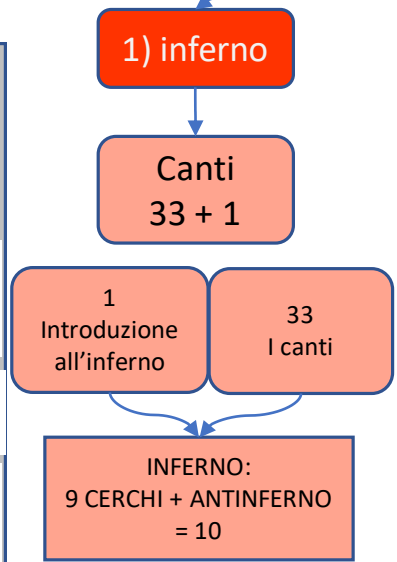 1) inferno
Canti
33 + 1
1
Introduzione
all’inferno
33
I canti
INFERNO:
9 CERCHI + ANTINFERNO
= 10